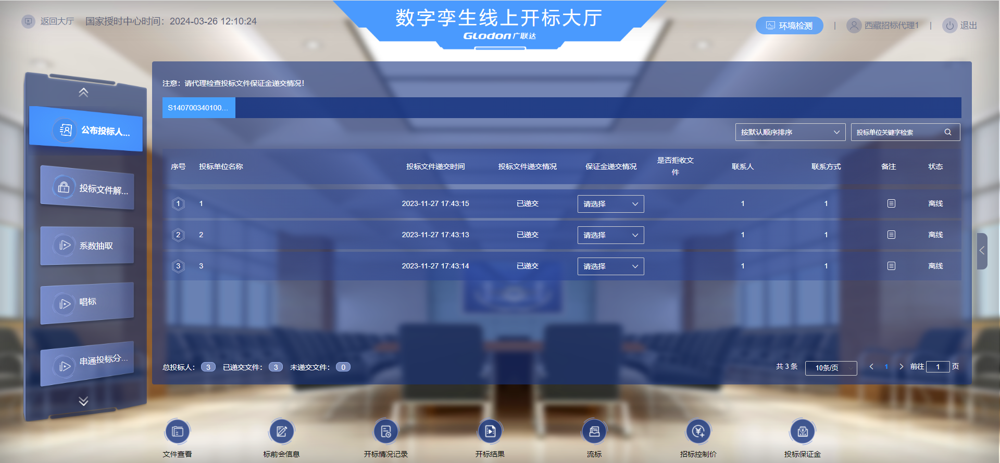 返回大厅 国家授时中心时间：2024-03-26 12:10:24
数字孪生线上开标大厅
GLodon广联达
环境检测 | 西藏招标代理1 | 退出
公布投标人...
投标文件解...
系数抽取
唱标
串通投标分...
注意：请代理检查投标文件保证金递交情况！
S140700340100...
按默认顺序排序 投标单位关键字检索
序号 投标单位名称 投标文件递交时间 投标文件递交情况 保证金递交情况 是否拒收文件 联系人 联系方式 备注 状态
1 1 2023-11-27 17:43:15 已递交 请选择 1 1 离线
2 2 2023-11-27 17:43:13 已递交 请选择 1 1 离线
3 3 2023-11-27 17:43:14 已递交 请选择 1 1 离线
总投标人： 3 已递交文件： 3 未递交文件： 0
共 3 条 10条/页 1 前往 1 页
文件查看
标前会信息
开标情况记录
开标结果
流标
招标控制价
投标保证金